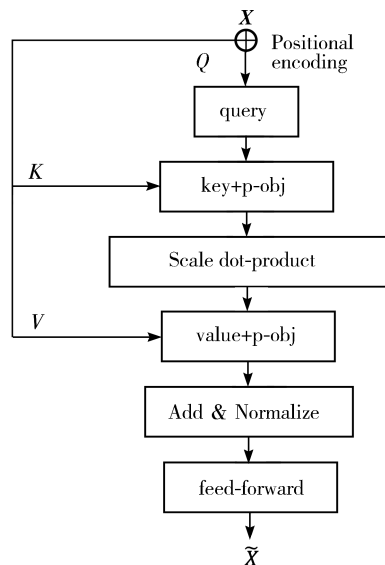 X
Positional
encoding
Q
query
K
key+p-obj
Scale dot-product
V
value+p-obj
Add & Normalize
feed-forward
X̃